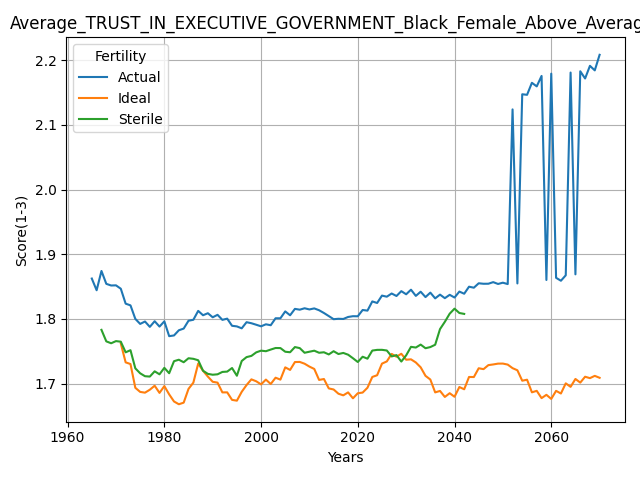 Average_TRUST_IN_EXECUTIVE_GOVERNMENT_Black_Female_Above_Averag
Fertility
Actual
Ideal
Sterile
2.2
2.1
2.0
1.9
1.8
1.7
Score(1-3)
1960
1980
2000
2020
2040
2060
Years